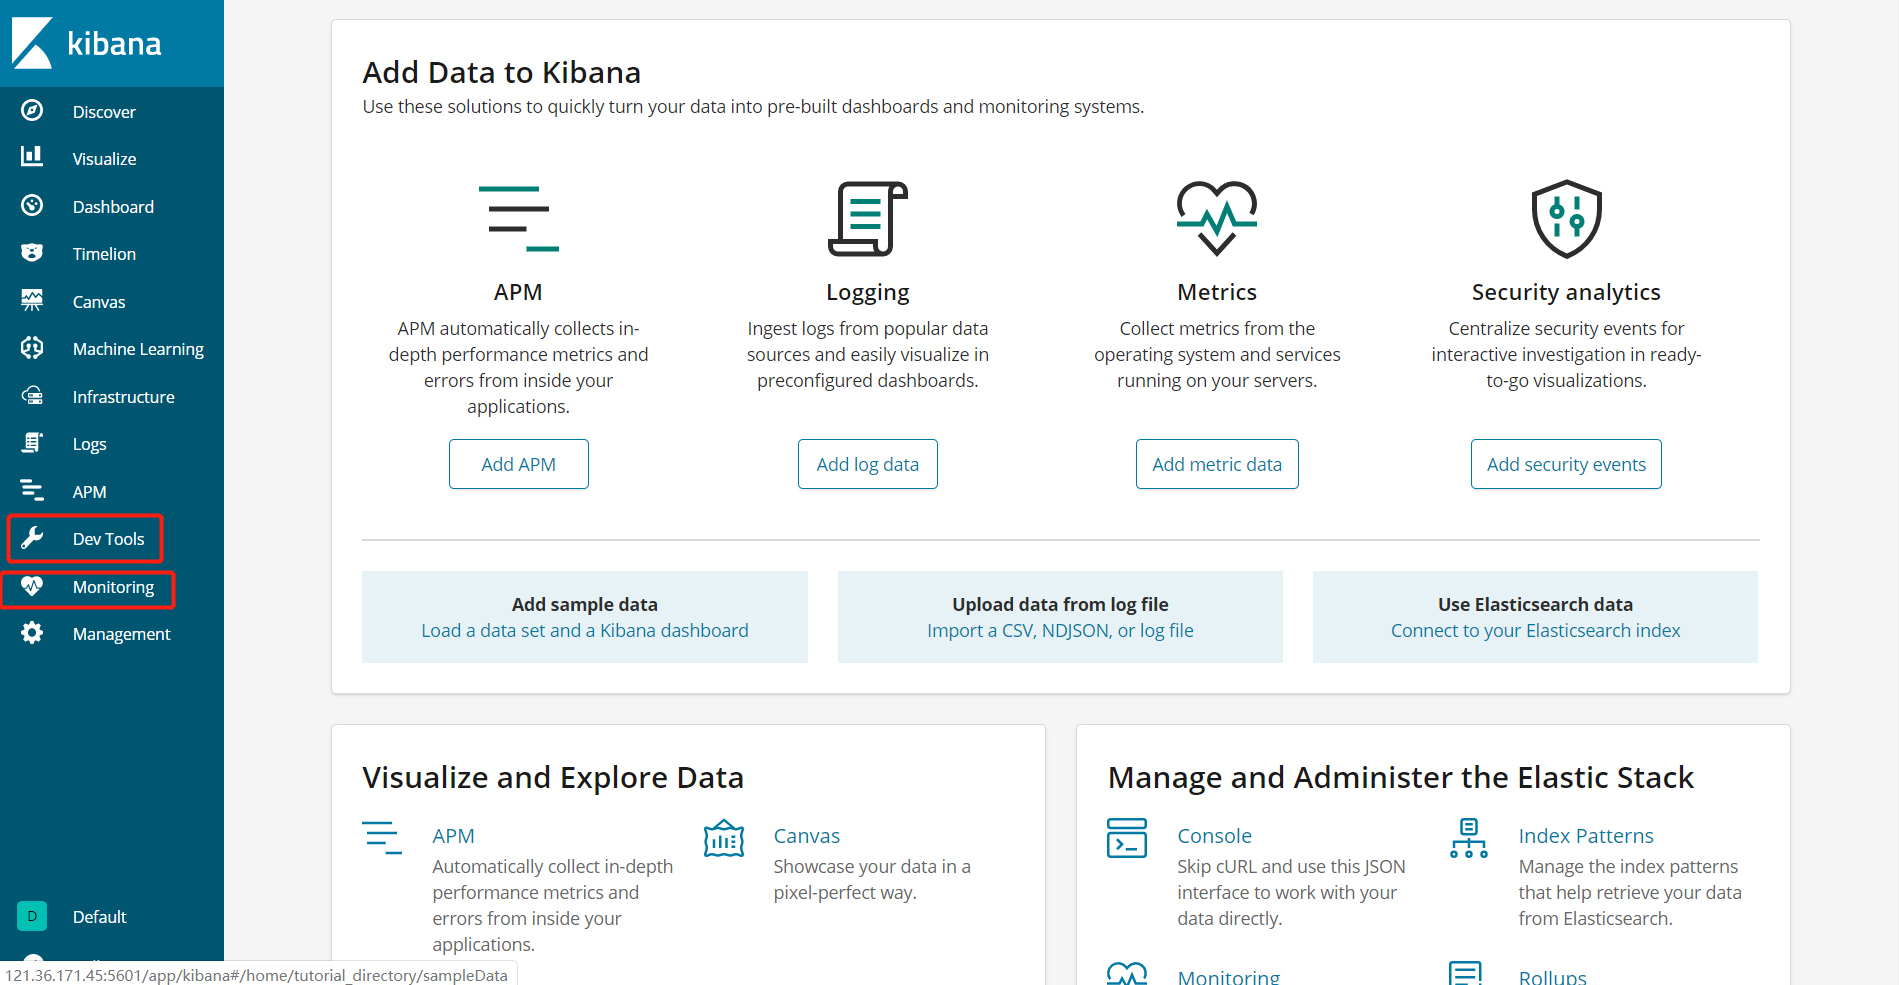 kibana
Discover
Visualize
Dashboard
Timelion
Canvas
Machine Learning
Infrastructure
Logs
APM
Dev Tools
Monitoring
Management
D
Default
121.36.171.45:5601/app/kibana#/home/tutorial_directory/sampleData
Add Data to Kibana
Use these solutions to quickly turn your data into pre-built dashboards and monitoring systems.
APM
APM automatically collects in-
depth performance metrics and
errors from inside your
applications.
Add APM
Logging
Ingest logs from popular data
sources and easily visualize in
preconfigured dashboards.
Add log data
Metrics
Collect metrics from the
operating system and services
running on your servers.
Add metric data
Security analytics
Centralize security events for
interactive investigation in ready-
to-go visualizations.
Add security events
Add sample data
Load a data set and a Kibana dashboard
Upload data from log file
Import a CSV, NDJSON, or log file
Use Elasticsearch data
Connect to your Elasticsearch index
Visualize and Explore Data
APM
Automatically collect in-depth
performance metrics and
errors from inside your
applications.
Canvas
Showcase your data in a
pixel-perfect way.
Manage and Administer the Elastic Stack
Console
Skip cURL and use this JSON
interface to work with your
data directly.
Index Patterns
Manage the index patterns
that help retrieve your data
from Elasticsearch.
Monitoring
Rollups